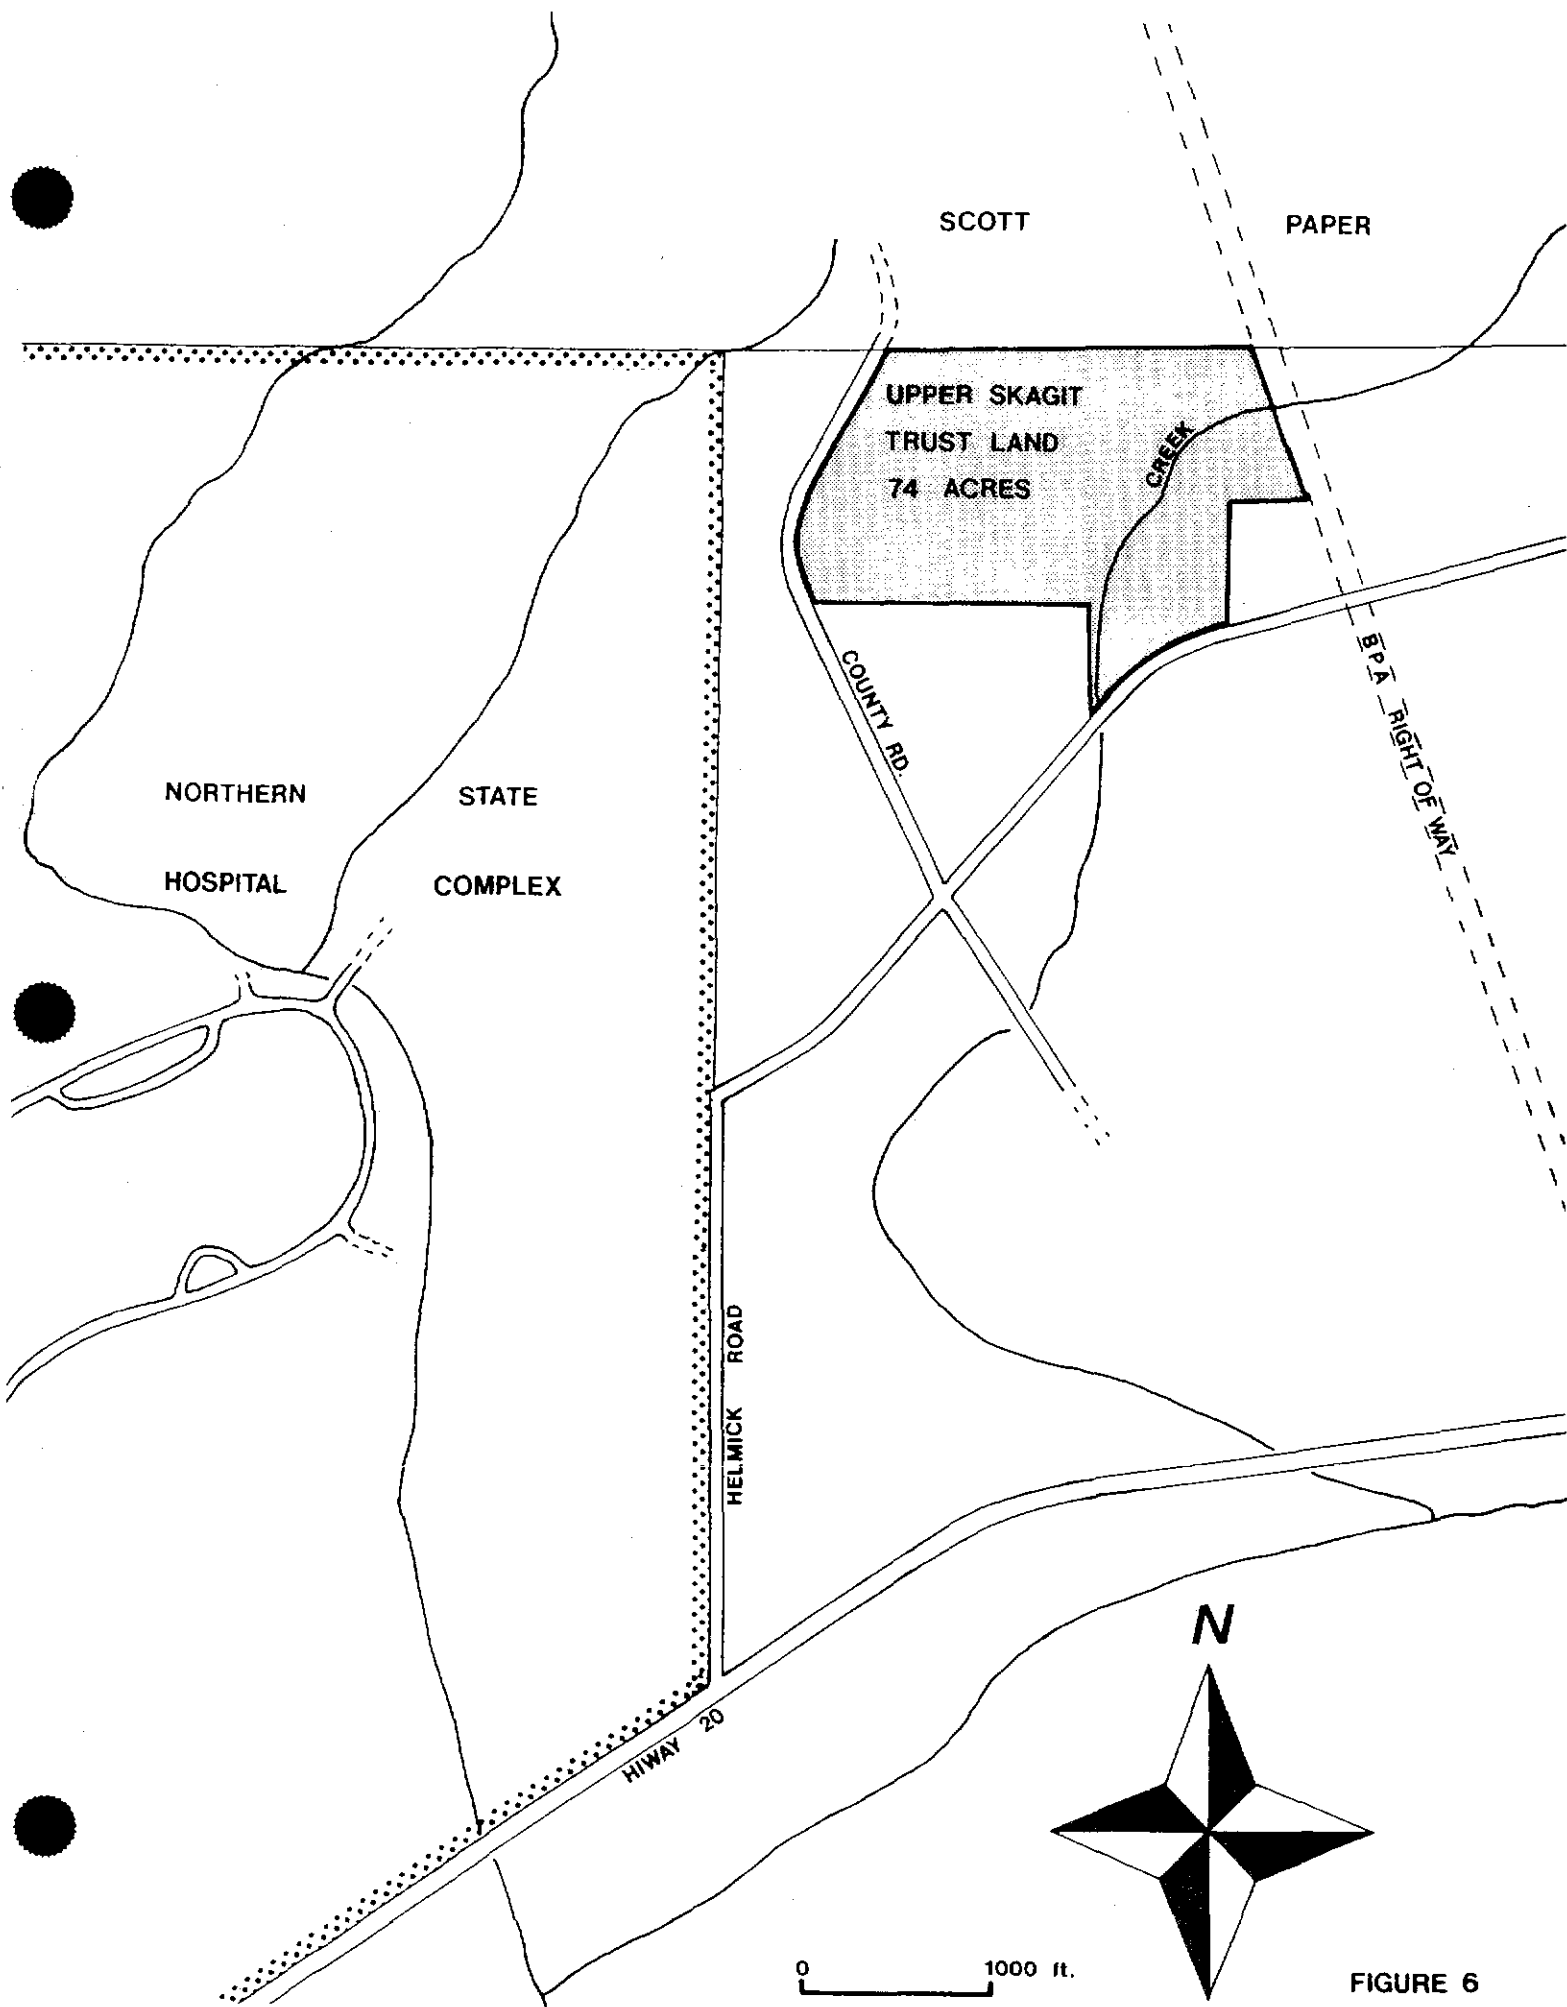 SCOTT PAPER
UPPER SKAGIT
TRUST LAND
74 ACRES
CREEK
COUNTY RD.
BPA RIGHT OF WAY
NORTHERN STATE
HOSPITAL COMPLEX
HELMICK ROAD
HIWAY 20
N
0 1000 ft.
FIGURE 6